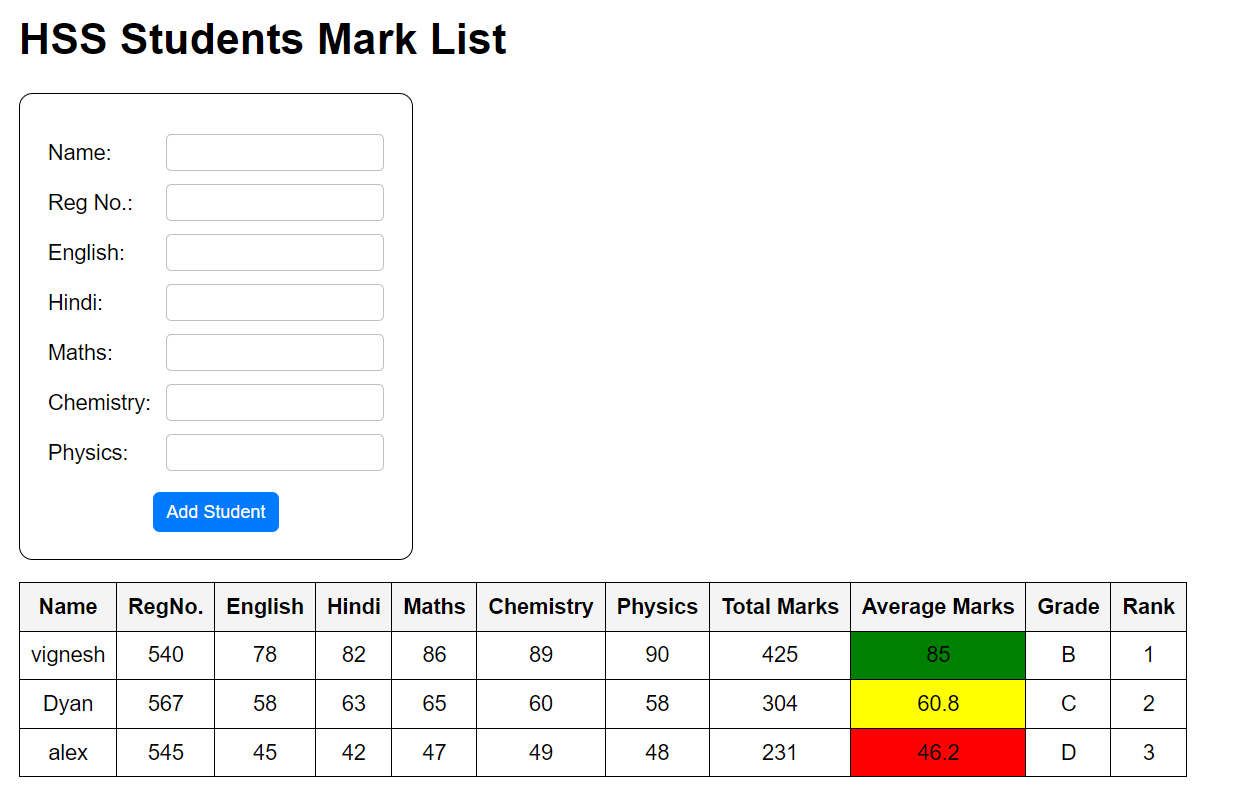 HSS Students Mark List
Name:
Reg No.:
English:
Hindi:
Maths:
Chemistry:
Physics:
Add Student
Name RegNo. English Hindi Maths Chemistry Physics Total Marks Average Marks Grade Rank
vignesh 540 78 82 86 89 90 425 85 B 1
Dyan 567 58 63 65 60 58 304 60.8 C 2
alex 545 45 42 47 49 48 231 46.2 D 3